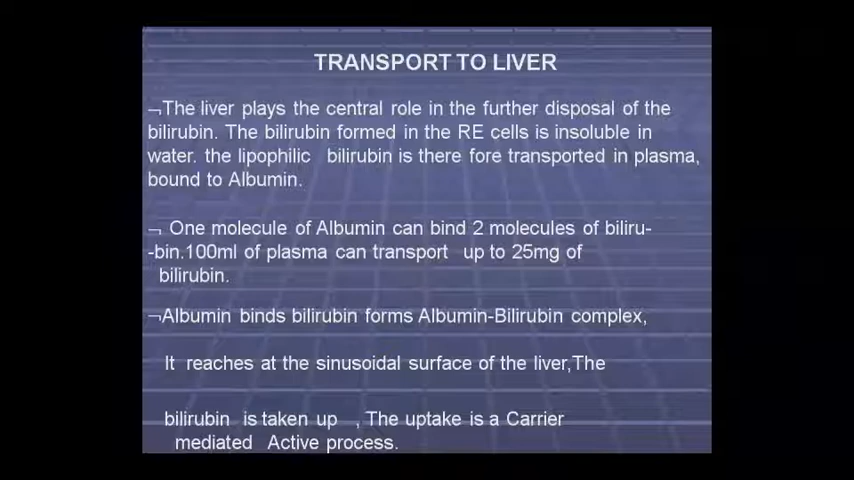 TRANSPORT TO LIVER
¬The liver plays the central role in the further disposal of the
bilirubin. The bilirubin formed in the RE cells is insoluble in
water. the lipophilic bilirubin is there fore transported in plasma,
bound to Albumin.
¬ One molecule of Albumin can bind 2 molecules of biliru-
-bin.100ml of plasma can transport up to 25mg of
bilirubin.
¬Albumin binds bilirubin forms Albumin-Bilirubin complex,
It reaches at the sinusoidal surface of the liver,The
bilirubin is taken up , The uptake is a Carrier
mediated Active process.